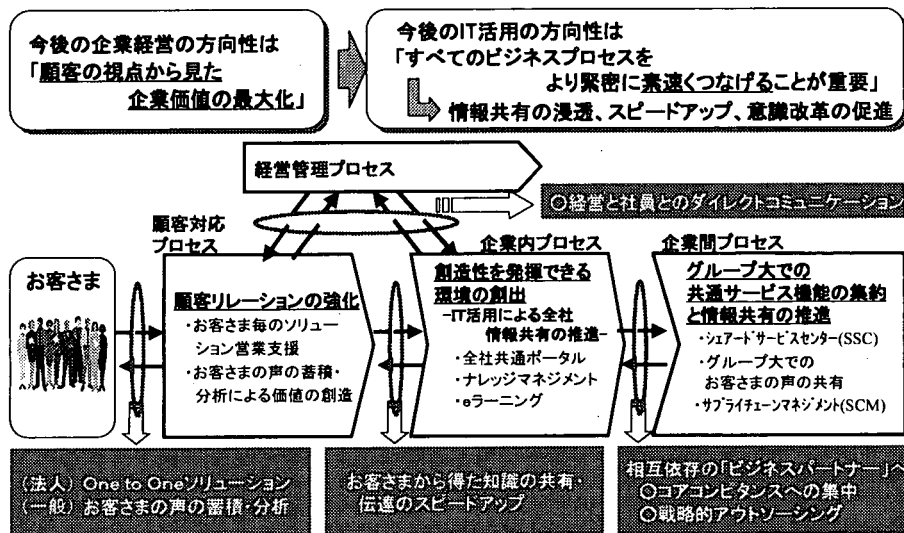 今後の企業経営の方向性は
「顧客の視点から見た
企業価値の最大化」
今後のIT活用の方向性は
「すべてのビジネスプロセスを
より緊密に素速くつなげることが重要」
情報共有の浸透、スピードアップ、意識改革の促進
経営管理プロセス
○経営と社員とのダイレクトコミュニケーション
顧客対応
プロセス
企業内プロセス
企業間プロセス
お客さま
顧客リレーションの強化
・お客さま毎のソリュー
ション営業支援
・お客さまの声の蓄積・
分析による価値の創造
創造性を発揮できる
環境の創出
-IT活用による全社
情報共有の推進-
・全社共通ポータル
・ナレッジマネジメント
・eラーニング
グループ大での
共通サービス機能の集約
と情報共有の推進
・シェアードサービスセンター(SSC)
・グループ大での
お客さまの声の共有
・サプライチェーンマネジメント(SCM)
(法人) One to Oneソリューション
(一般) お客さまの声の蓄積・分析
お客さまから得た知識の共有・
伝達のスピードアップ
相互依存の「ビジネスパートナー」へ
○コアコンピタンスへの集中
○戦略的アウトソーシング